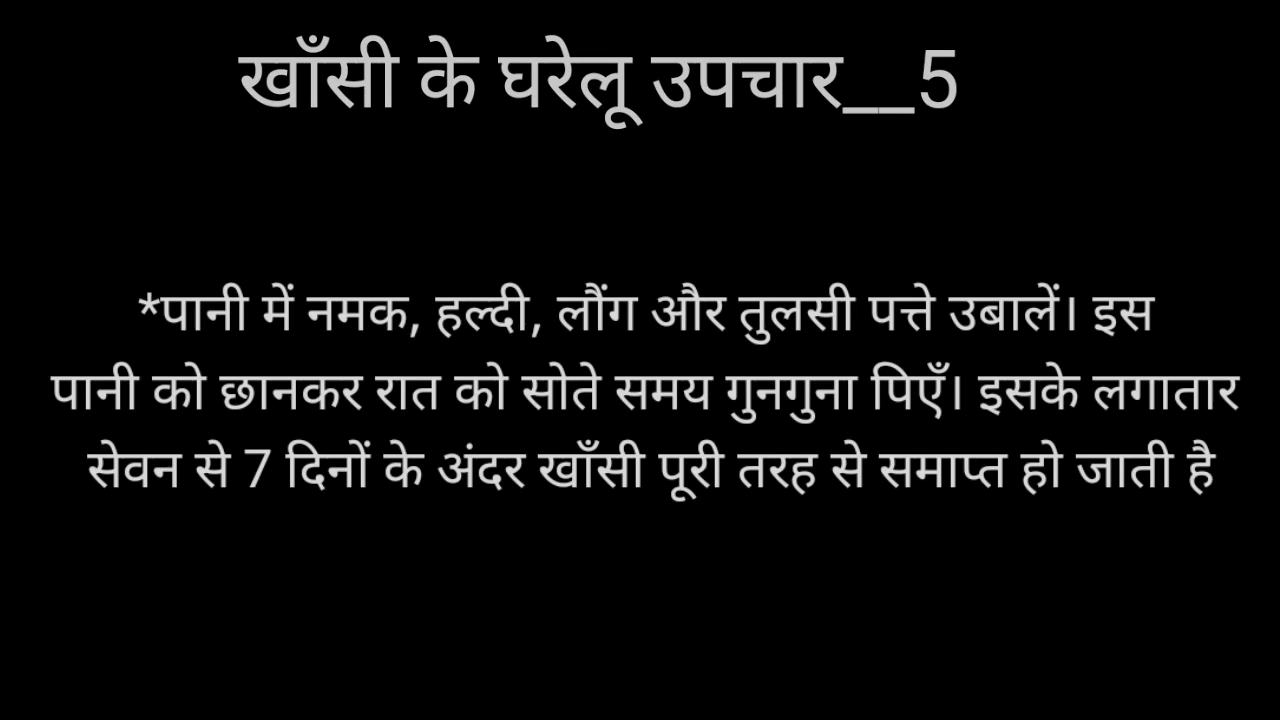 खाँसी के घरेलू उपचार__5
*पानी में नमक, हल्दी, लौंग और तुलसी पत्ते उबालें। इस
पानी को छानकर रात को सोते समय गुनगुना पिएँ। इसके लगातार
सेवन से 7 दिनों के अंदर खाँसी पूरी तरह से समाप्त हो जाती है